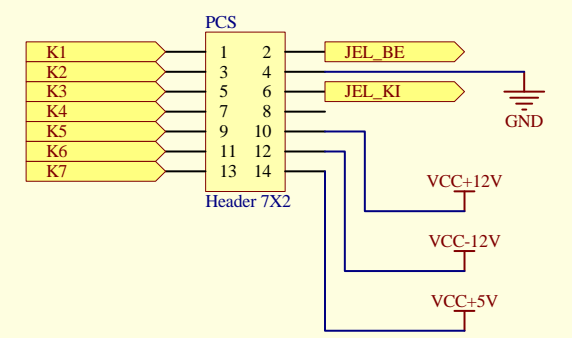 PCS
K1 1 2 JEL_BE
K2 3 4
K3 5 6 JEL_KI
K4 7 8
GND
K5 9 10
K6 11 12
K7 13 14
VCC+12V
Header 7X2
VCC-12V
VCC+5V